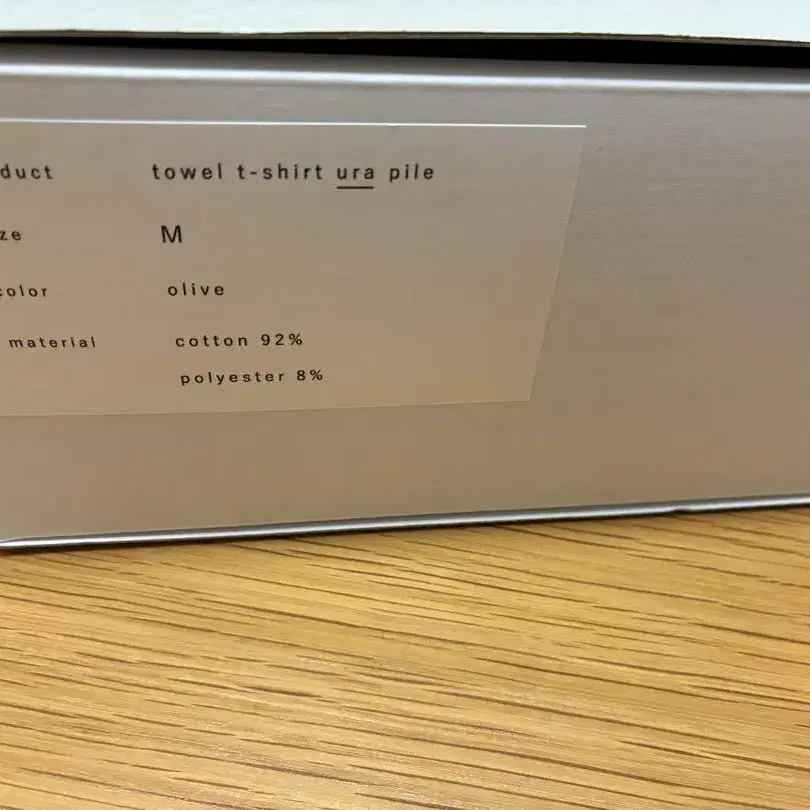 duct towel t-shirt ura pile
ze M
color olive
material cotton 92%
polyester 8%